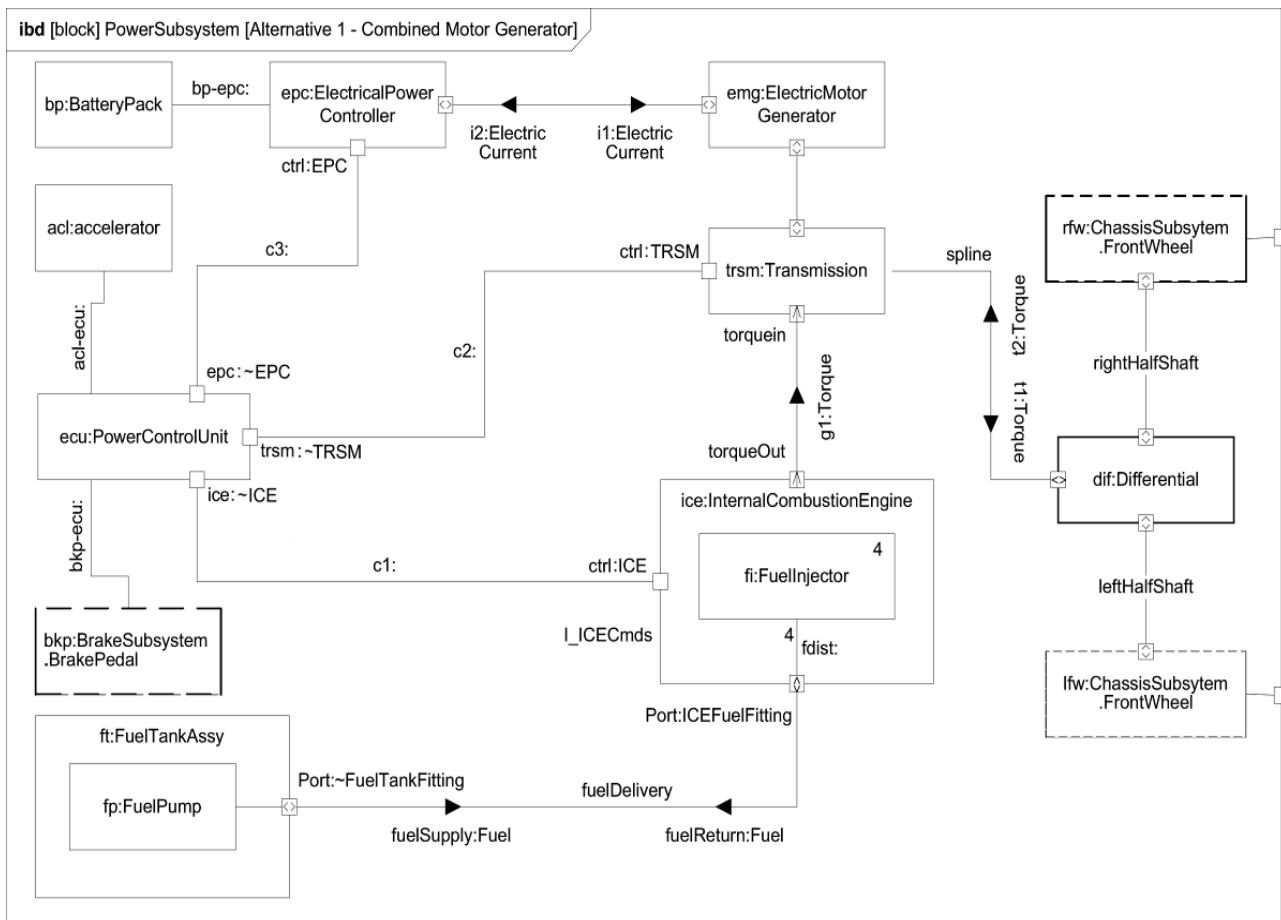 ibd [block] PowerSubsystem [Alternative 1 - Combined Motor Generator]
bp:BatteryPack
bp-epc:
epc:ElectricalPower
Controller
i2:Electric
Current
i1:Electric
Current
emg:ElectricMotor
Generator
ctrl:EPC
acl:accelerator
c3:
ctrl:TRSM
trsm:Transmission
spline
rfw:ChassisSubsytem
.FrontWheel
acl-ecu:
c2:
torquein
t2:Torque
rightHalfShaft
epc:~EPC
ecu:PowerControlUnit
trsm:~TRSM
g1:Torque
t1:Torque
torqueOut
dif:Differential
ice:~ICE
ice:InternalCombustionEngine
bkp-ecu:
4
fi:FuelInjector
c1:
ctrl:ICE
leftHalfShaft
bkp:BrakeSubsystem
.BrakePedal
I_ICECmds
4
fdist:
lfw:ChassisSubsytem
.FrontWheel
Port:ICEFuelFitting
ft:FuelTankAssy
fp:FuelPump
Port:~FuelTankFitting
fuelDelivery
fuelSupply:Fuel
fuelReturn:Fuel